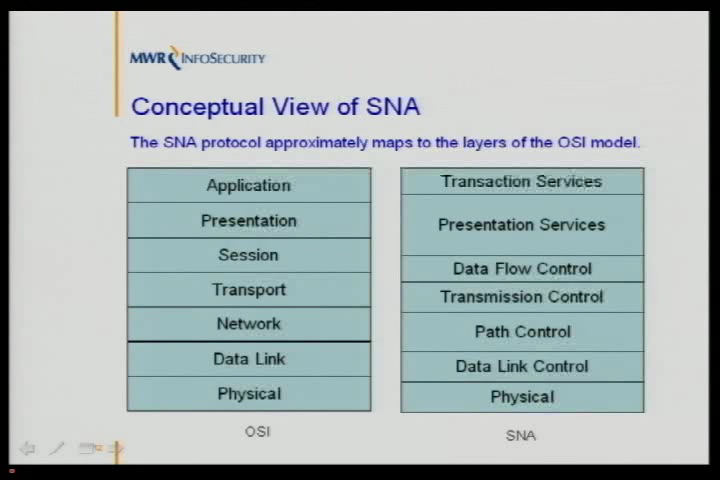 MWR INFOSECURITY
Conceptual View of SNA
The SNA protocol approximately maps to the layers of the OSI model.
Application
Presentation
Session
Transport
Network
Data Link
Physical
OSI
Transaction Services
Presentation Services
Data Flow Control
Transmission Control
Path Control
Data Link Control
Physical
SNA